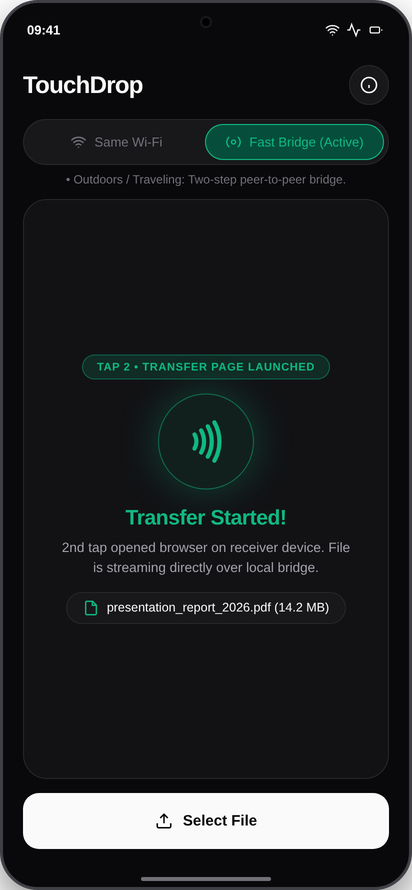 09:41
TouchDrop
Same Wi-Fi
Fast Bridge (Active)
• Outdoors / Traveling: Two-step peer-to-peer bridge.
TAP 2 • TRANSFER PAGE LAUNCHED
Transfer Started!
2nd tap opened browser on receiver device. File
is streaming directly over local bridge.
presentation_report_2026.pdf (14.2 MB)
Select File